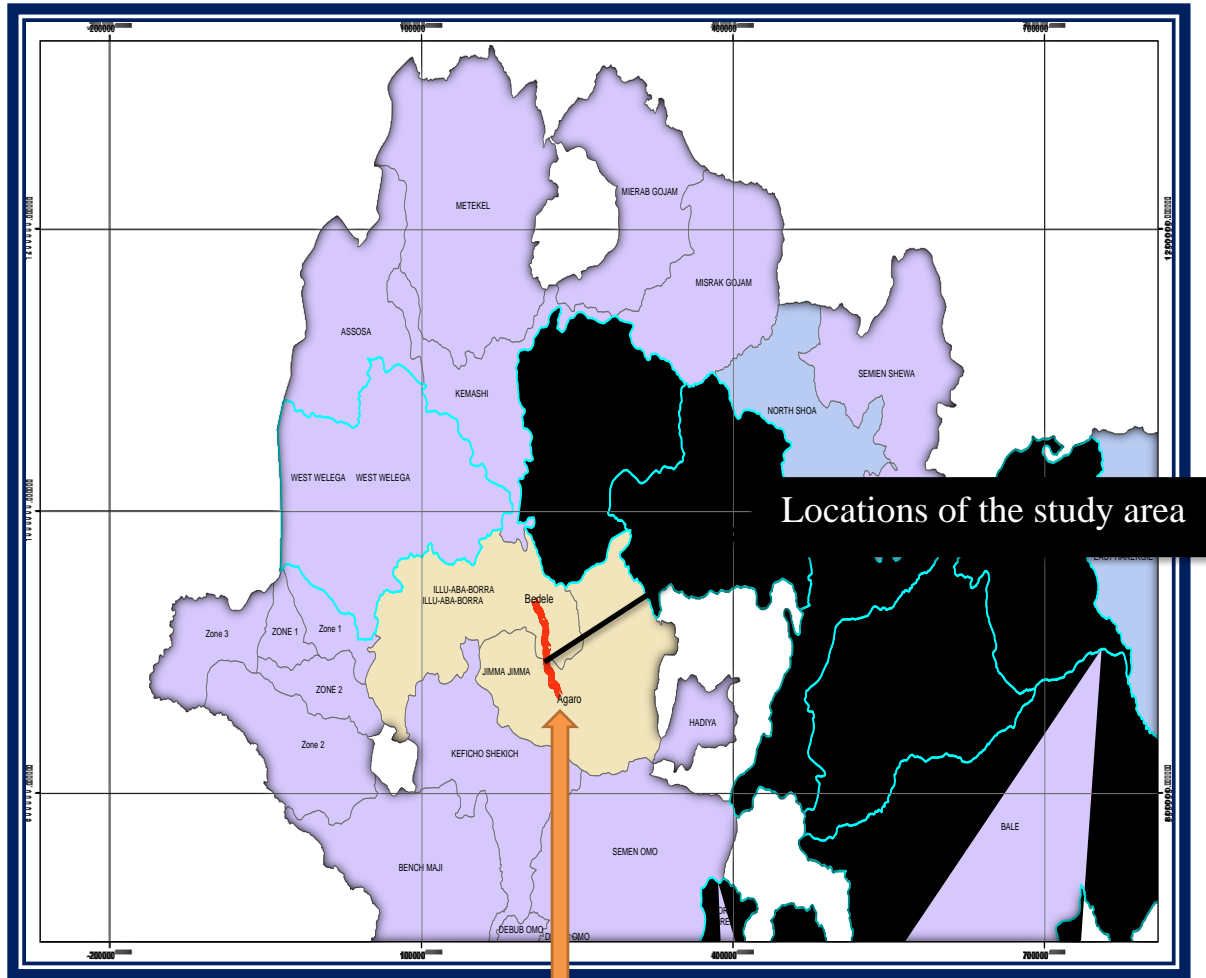 -200000
100000
400000
700000
METEKEL
MIERAB GOJAM
MISRAK GOJAM
ASSOSA
KEMASHI
SEMIEN SHEWA
NORTH SHOA
WEST WELEGA
WEST WELEGA
Locations of the study area
ILLU-ABA-BORRA
ILLU-ABA-BORRA
Bedele
Zone 3
ZONE 1
Zone 1
JIMMA JIMMA
ZONE 2
Agaro
HADIYA
Zone 2
KEFICHO SHEKICH
BALE
SEMEN OMO
BENCH MAJI
DEBUB OMO
OMO
-200000
100000
400000
700000